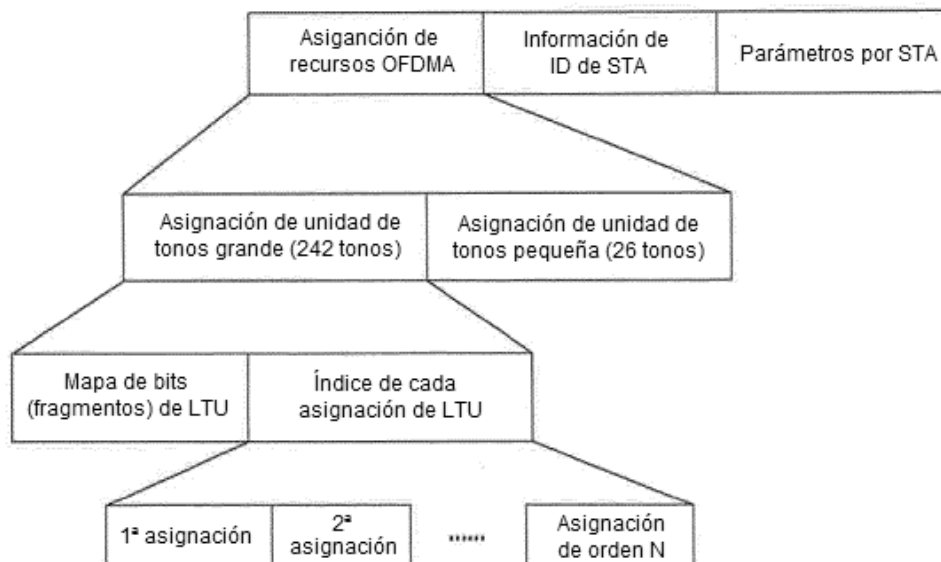 Asigançión de
recursos OFDMA
Información de
ID de STA
Parámetros por STA
Asignación de unidad de
tonos grande (242 tonos)
Asignación de unidad de
tonos pequeña (26 tonos)
Mapa de bits
(fragmentos) de LTU
Índice de cada
asignación de LTU
1ª asignación
2ª
asignación
......
Asignación
de orden N